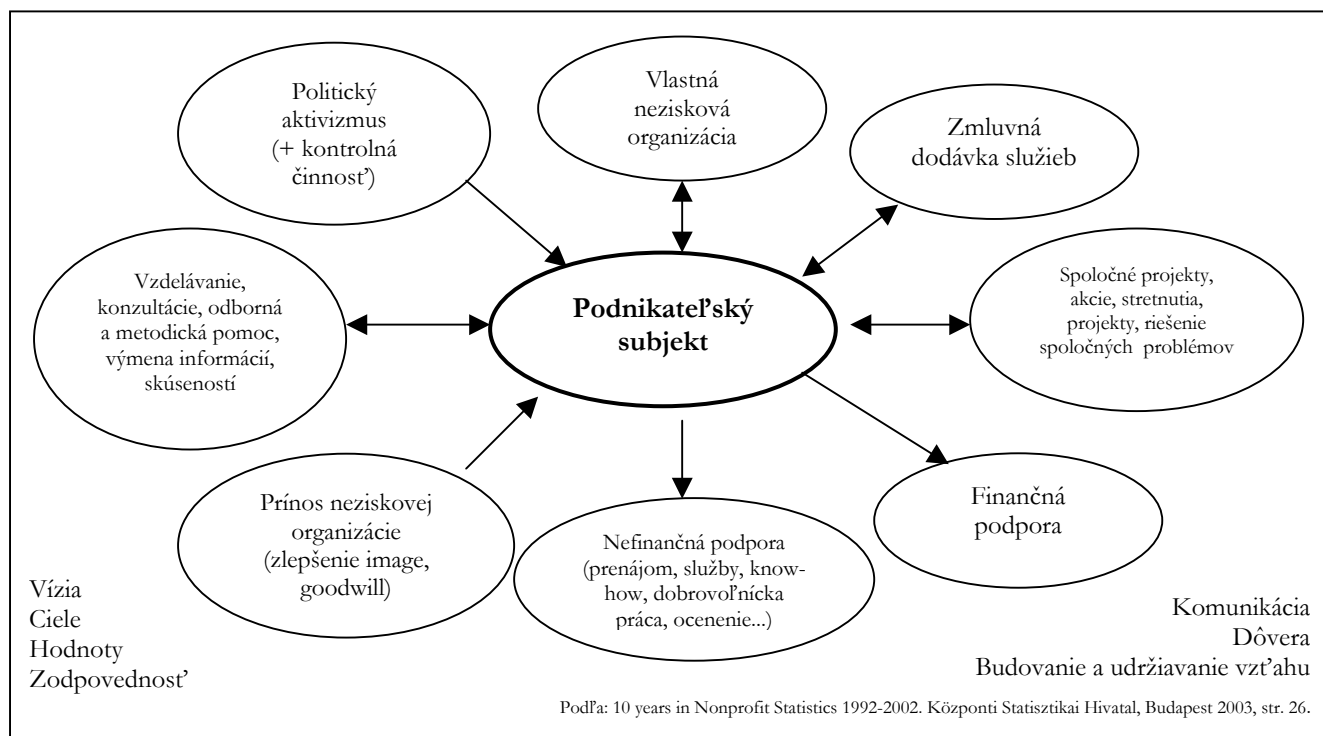 Politický
aktivizmus
(+ kontrolná
činnosť)
Vlastná
nezisková
organizácia
Zmluvná
dodávka služieb
Vzdelávanie,
konzultácie, odborná
a metodická pomoc,
výmena informácií,
skúseností
Podnikateľský
subjekt
Spoločné projekty,
akcie, stretnutia,
projekty, riešenie
spoločných problémov
Prínos neziskovej
organizácie
(zlepšenie image,
goodwill)
Nefinančná podpora
(prenájom, služby, know-
how, dobrovoľnícka
práca, ocenenie...)
Finančná
podpora
Vízia
Ciele
Hodnoty
Zodpovednosť
Komunikácia
Dôvera
Budovanie a udržiavanie vzťahu
Podľa: 10 years in Nonprofit Statistics 1992-2002. Központi Statisztikai Hivatal, Budapest 2003, str. 26.